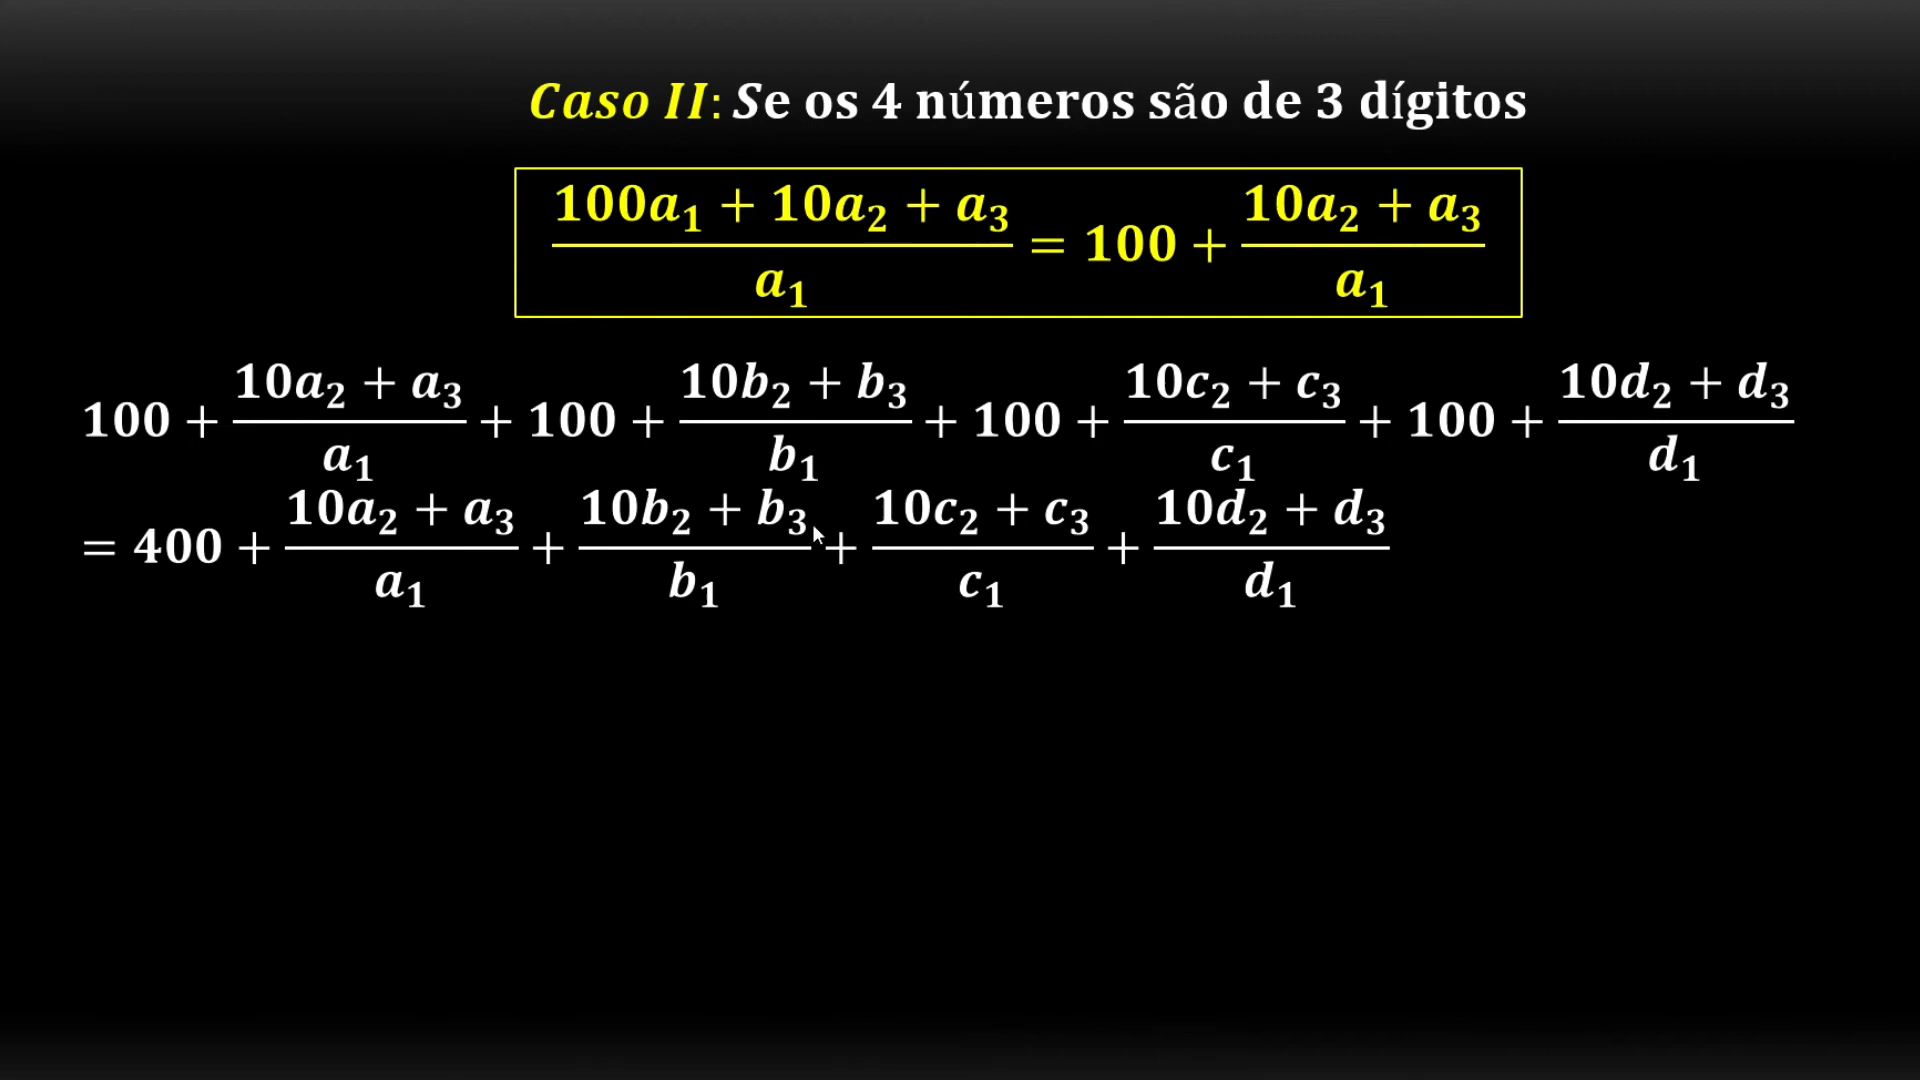 Caso II: Se os 4 números são de 3 dígitos
(100a₁ + 10a₂ + a₃)/a₁ = 100 + (10a₂ + a₃)/a₁
100 + (10a₂ + a₃)/a₁ + 100 + (10b₂ + b₃)/b₁ + 100 + (10c₂ + c₃)/c₁ + 100 + (10d₂ + d₃)/d₁
= 400 + (10a₂ + a₃)/a₁ + (10b₂ + b₃)/b₁ + (10c₂ + c₃)/c₁ + (10d₂ + d₃)/d₁